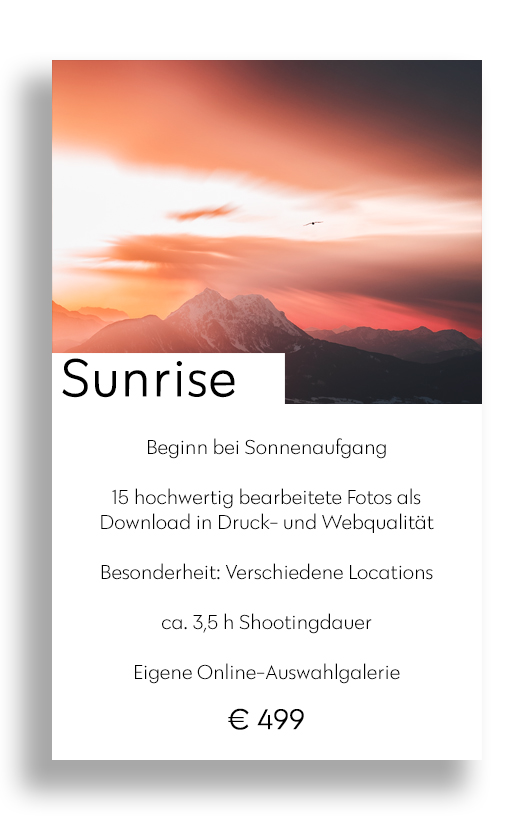 Sunrise
Beginn bei Sonnenaufgang
15 hochwertig bearbeitete Fotos als
Download in Druck- und Webqualität
Besonderheit: Verschiedene Locations
ca. 3,5 h Shootingdauer
Eigene Online-Auswahlgalerie
€ 499